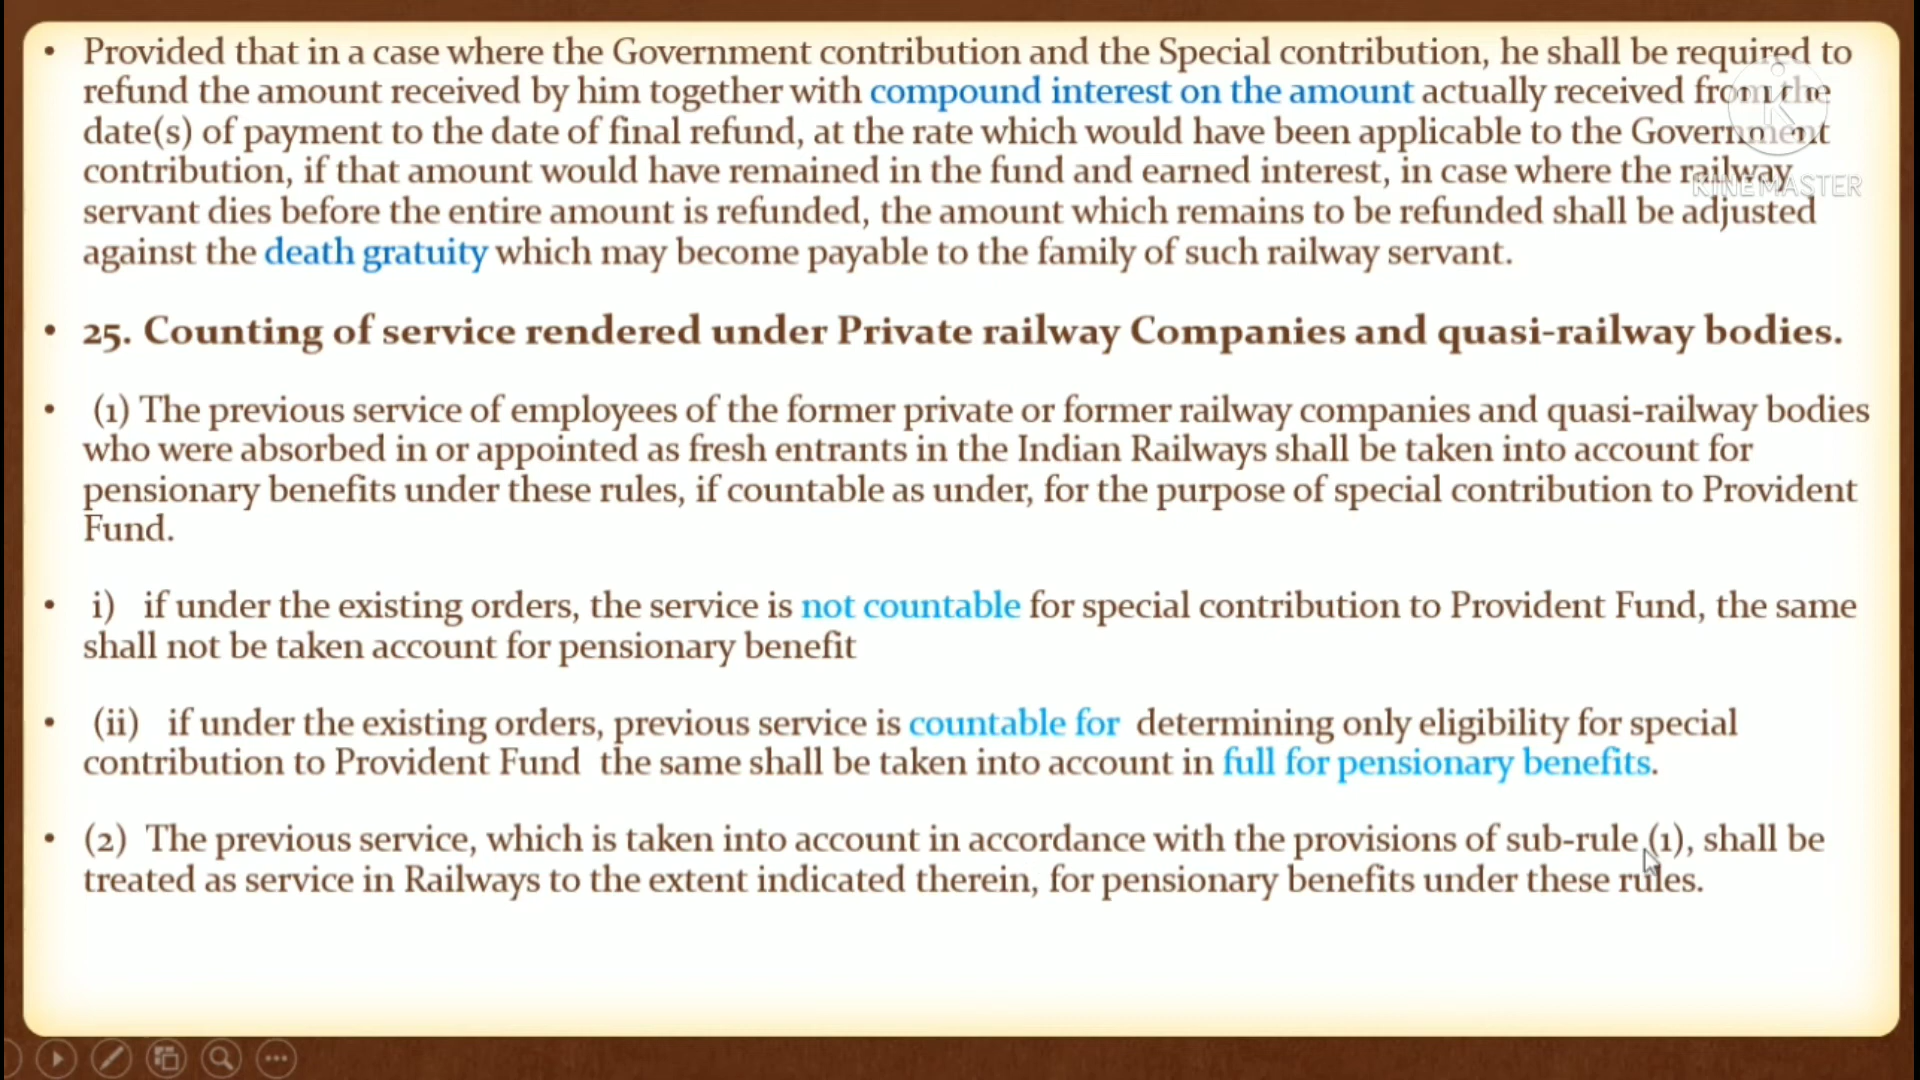 • Provided that in a case where the Government contribution and the Special contribution, he shall be required to
refund the amount received by him together with compound interest on the amount actually received from the
date(s) of payment to the date of final refund, at the rate which would have been applicable to the Government
contribution, if that amount would have remained in the fund and earned interest, in case where the railway
servant dies before the entire amount is refunded, the amount which remains to be refunded shall be adjusted
against the death gratuity which may become payable to the family of such railway servant.
• 25. Counting of service rendered under Private railway Companies and quasi-railway bodies.
• (1) The previous service of employees of the former private or former railway companies and quasi-railway bodies
who were absorbed in or appointed as fresh entrants in the Indian Railways shall be taken into account for
pensionary benefits under these rules, if countable as under, for the purpose of special contribution to Provident
Fund.
• i) if under the existing orders, the service is not countable for special contribution to Provident Fund, the same
shall not be taken account for pensionary benefit
• (ii) if under the existing orders, previous service is countable for determining only eligibility for special
contribution to Provident Fund the same shall be taken into account in full for pensionary benefits.
• (2) The previous service, which is taken into account in accordance with the provisions of sub-rule (1), shall be
treated as service in Railways to the extent indicated therein, for pensionary benefits under these rules.
K
KINEMASTER